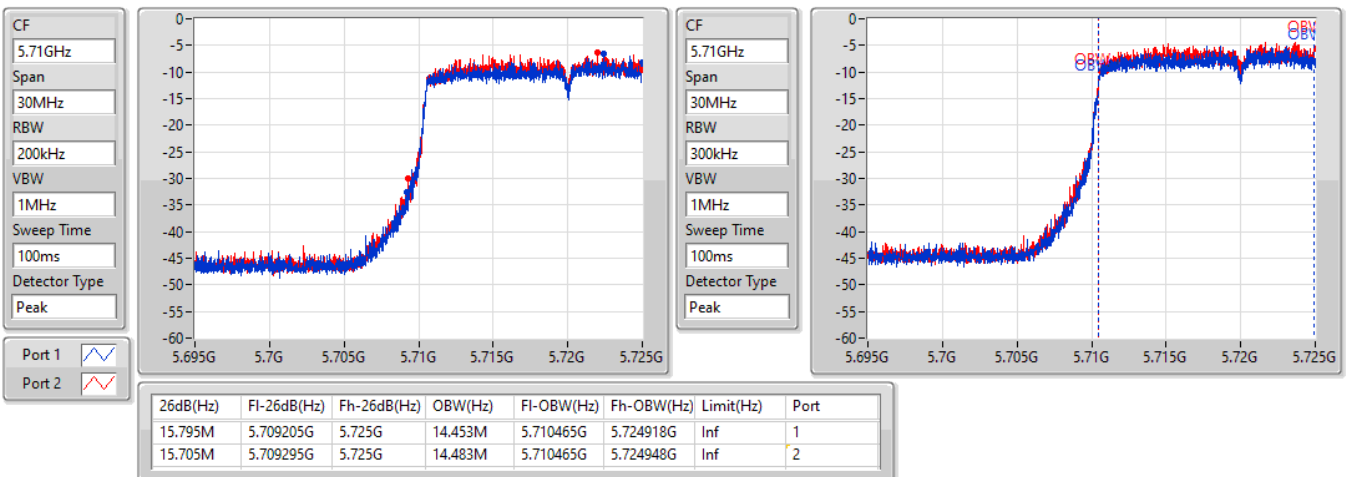 CF
5.71GHz
Span
30MHz
RBW
200kHz
VBW
1MHz
Sweep Time
100ms
Detector Type
Peak
Port 1
Port 2
0-
-5-
-10-
-15-
-20-
-25-
-30-
-35-
-40-
-45-
-50-
-55-
-60-
5.695G 5.7G 5.705G 5.71G 5.715G 5.72G 5.725G
CF
5.71GHz
Span
30MHz
RBW
300kHz
VBW
1MHz
Sweep Time
100ms
Detector Type
Peak
0-
-5-
-10-
-15-
-20-
-25-
-30-
-35-
-40-
-45-
-50-
-55-
-60-
OBW
OBW
OBW
OBW
5.695G 5.7G 5.705G 5.71G 5.715G 5.72G 5.725G
26dB(Hz) Fl-26dB(Hz) Fh-26dB(Hz) OBW(Hz) Fl-OBW(Hz) Fh-OBW(Hz) Limit(Hz) Port
15.795M 5.709205G 5.725G 14.453M 5.710465G 5.724918G Inf 1
15.705M 5.709295G 5.725G 14.483M 5.710465G 5.724948G Inf 2